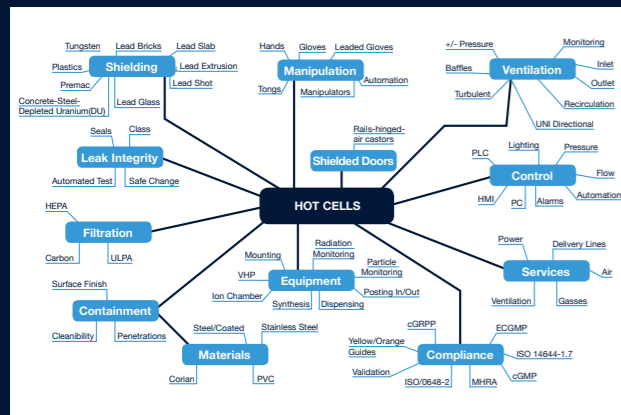 Tungsten
Lead Bricks
Lead Slab
Plastics
Shielding
Lead Extrusion
Premac
Lead Shot
Concrete-Steel-
Depleted Uranium(DU)
Lead Glass
Hands
Gloves
Leaded Gloves
Manipulation
Automation
Tongs
Manipulators
+/- Pressure
Monitoring
Baffles
Ventilation
Inlet
Outlet
Turbulent
Recirculation
UNI Directional
Seals
Class
Leak Integrity
Automated Test
Safe Change
Rails-hinged-
air castors
Shielded Doors
PLC
Lighting
Pressure
Control
Flow
HMI
PC
Alarms
Automation
HOT CELLS
HEPA
Filtration
Carbon
ULPA
Mounting
Radiation
Monitoring
Particle
Monitoring
VHP
Equipment
Ion Chamber
Synthesis
Dispensing
Posting In/Out
Power
Delivery Lines
Services
Air
Ventilation
Gasses
Surface Finish
Containment
Cleanibility
Penetrations
Steel/Coated
Stainless Steel
Materials
Corian
PVC
cGRPP
ECGMP
Yellow/Orange
Guides
Compliance
ISO 14644-1.7
Validation
ISO/0648-2
MHRA
cGMP